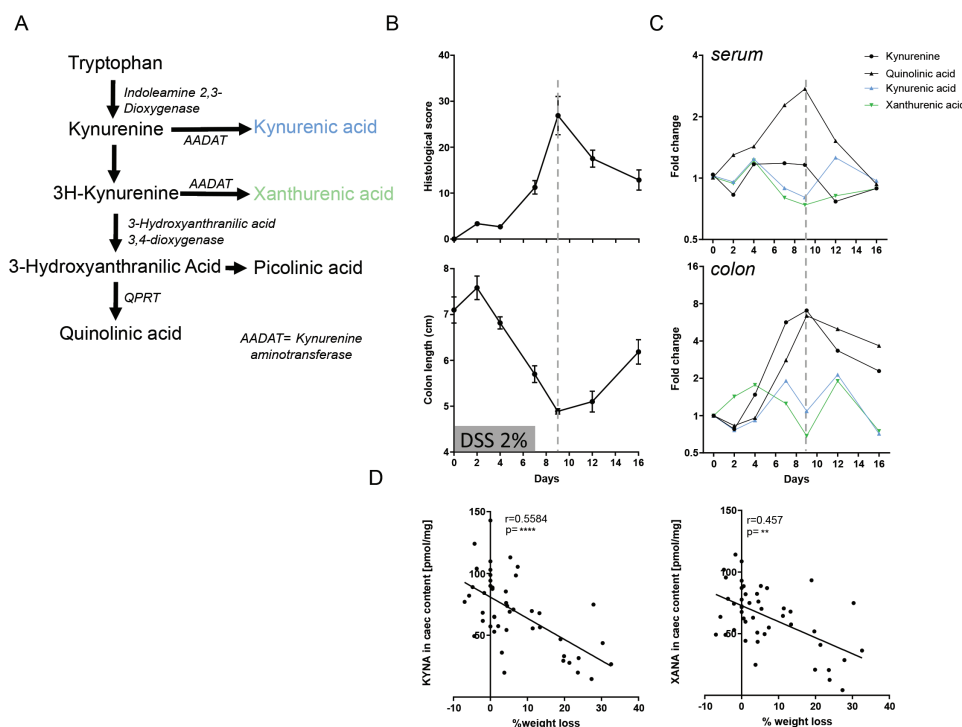 A
Tryptophan
Indoleamine 2,3-
Dioxygenase
Kynurenine
AADAT
Kynurenic acid
3H-Kynurenine
AADAT
Xanthurenic acid
3-Hydroxyanthranilic acid
3,4-dioxygenase
3-Hydroxyanthranilic Acid
Picolinic acid
QPRT
Quinolinic acid
AADAT= Kynurenine
aminotransferase
B
Histological score
40
30
20
10
0
Colon length (cm)
8
7
6
5
4
DSS 2%
0 2 4 6 8 10 12 14 16
Days
C
serum
Fold change
4
2
1
0.5
0 2 4 6 8 10 12 14 16
Kynurenine
Quinolinic acid
Kynurenic acid
Xanthurenic acid
colon
Fold change
16
8
4
2
1
0.5
0 2 4 6 8 10 12 14 16
Days
D
KYNA in caec content [pmol/mg]
150
100
50
r=0.5584
p= ****
-10 0 10 20 30 40
%weight loss
XANA in caec content [pmol/mg]
150
100
50
r=0.457
p= **
-10 0 10 20 30 40
% weight loss